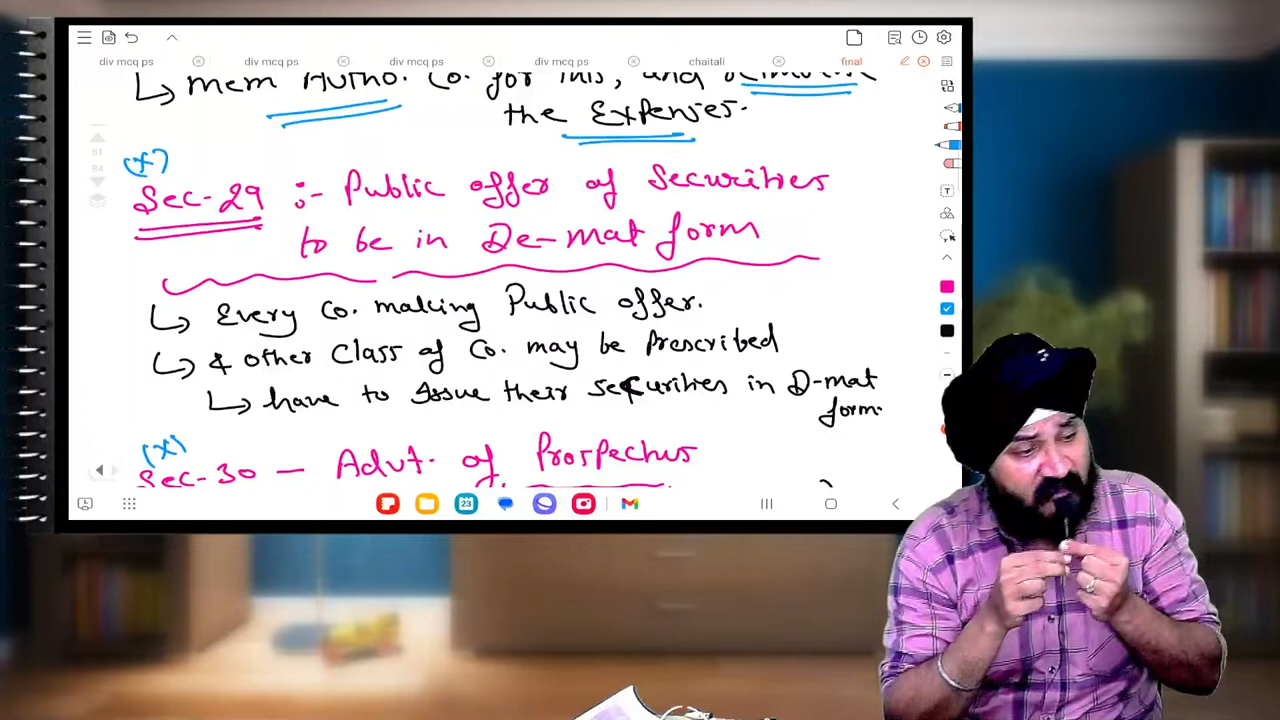 div mcq ps
div mcq ps
div mcq ps
div mcq ps
chaitali
final
↳ mem Autho. Co. for this, and
the Expenses.
81
84
(x)
Sec-29 :- Public offer of Securities
to be in De-mat form
↳ Every Co. making Public offer.
↳ & other Class of Co. may be Prescribed
↳ have to Issue their securities in D-mat
form.
(x)
Sec-30 - Advt. of Prospectus
T
23